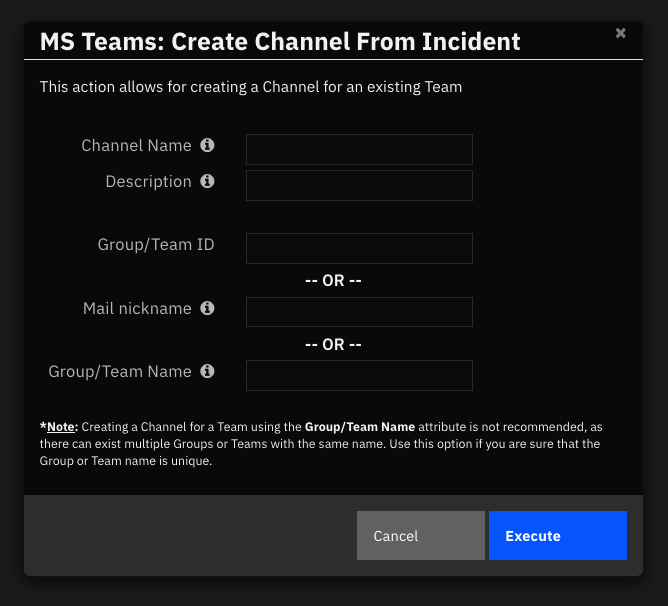 MS Teams: Create Channel From Incident
This action allows for creating a Channel for an existing Team
Channel Name
Description
Group/Team ID
-- OR --
Mail nickname
-- OR --
Group/Team Name
*Note: Creating a Channel for a Team using the Group/Team Name attribute is not recommended, as
there can exist multiple Groups or Teams with the same name. Use this option if you are sure that the
Group or Team name is unique.
Cancel
Execute